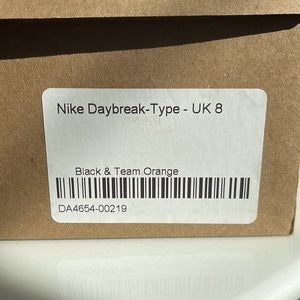 Nike Daybreak-Type - UK 8
Black & Team Orange
DA4654-00219